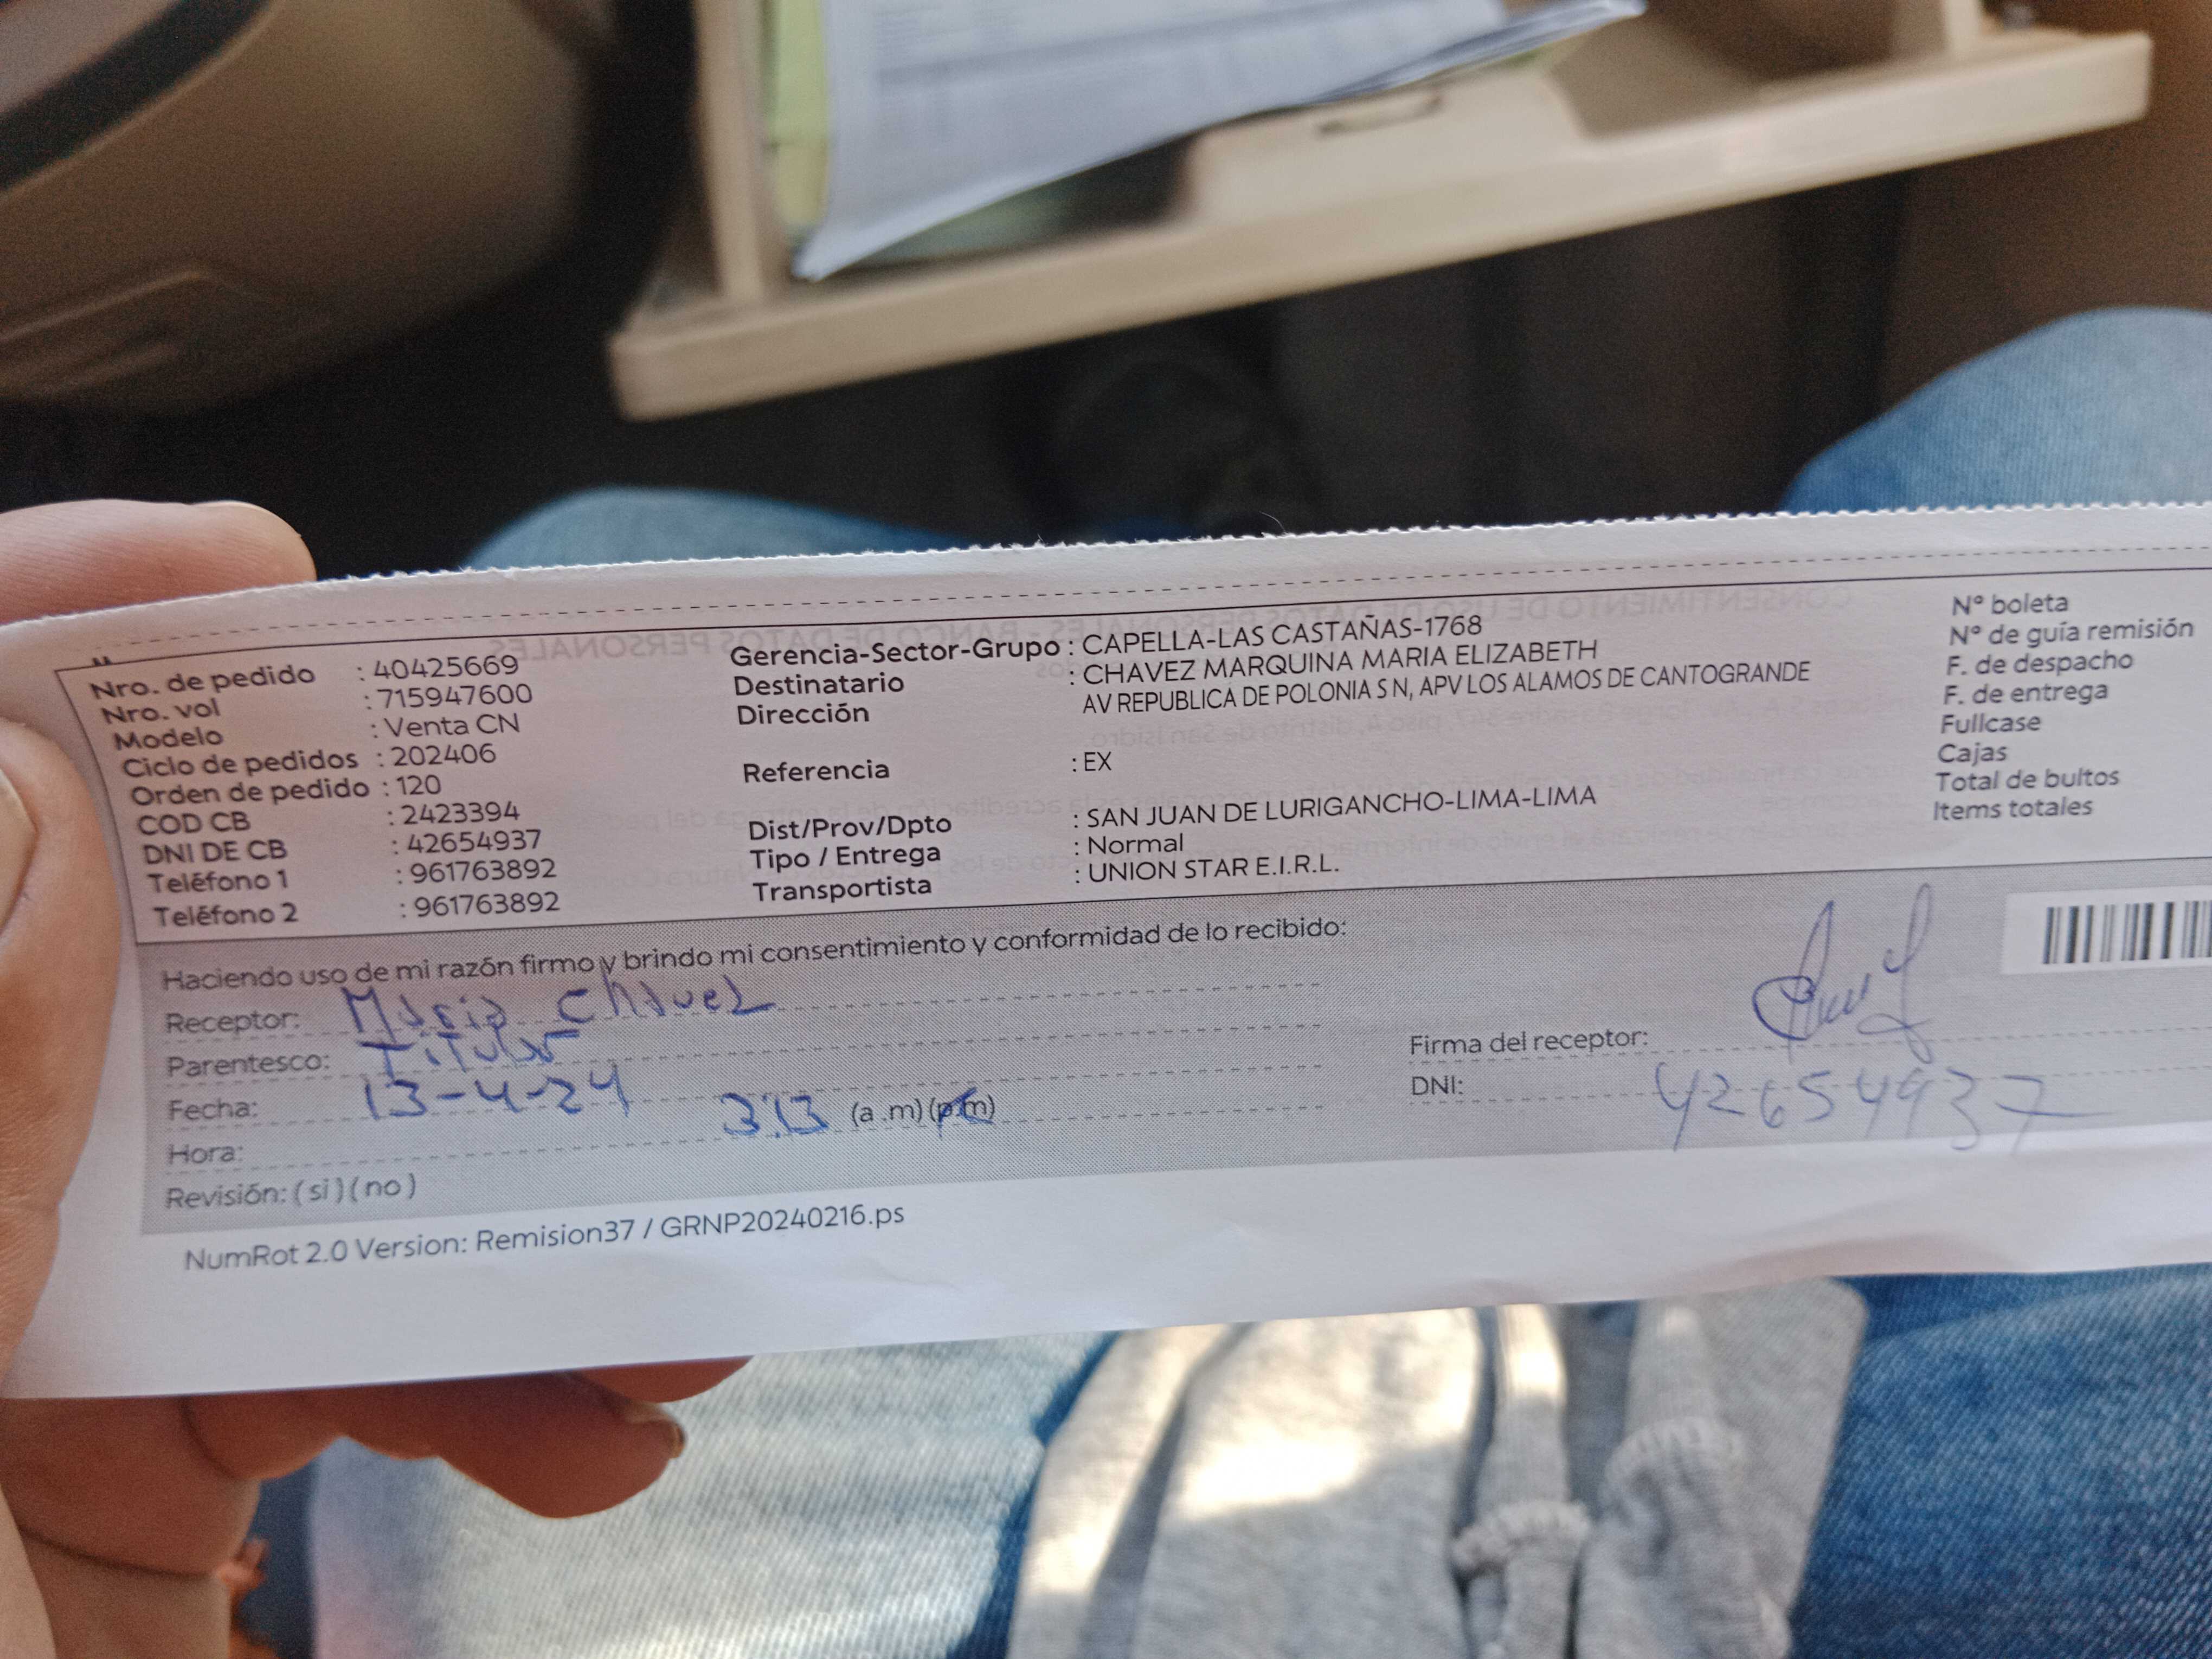 Nro. de pedido : 40425669
Nro. vol : 715947600
Modelo : Venta CN
Ciclo de pedidos : 202406
Orden de pedido : 120
COD CB : 2423394
DNI DE CB : 42654937
Teléfono 1 : 961763892
Teléfono 2 : 961763892
Gerencia-Sector-Grupo : CAPELLA-LAS CASTAÑAS-1768
Destinatario : CHAVEZ MARQUINA MARIA ELIZABETH
Dirección AV REPUBLICA DE POLONIA S N, APV LOS ALAMOS DE CANTOGRANDE
Referencia : EX
Dist/Prov/Dpto : SAN JUAN DE LURIGANCHO-LIMA-LIMA
Tipo / Entrega : Normal
Transportista : UNION STAR E.I.R.L.
Nº boleta
Nº de guía remisión
F. de despacho
F. de entrega
Fullcase
Cajas
Total de bultos
Items totales
Haciendo uso de mi razón firmo y brindo mi consentimiento y conformidad de lo recibido:
Receptor: Maria Chavez
Parentesco: Titular
Fecha: 13-4-24
Hora: 3:13 (a .m) (p.m)
Revisión: ( si ) ( no )
Firma del receptor:
DNI: 42654937
NumRot 2.0 Version: Remision37 / GRNP20240216.ps